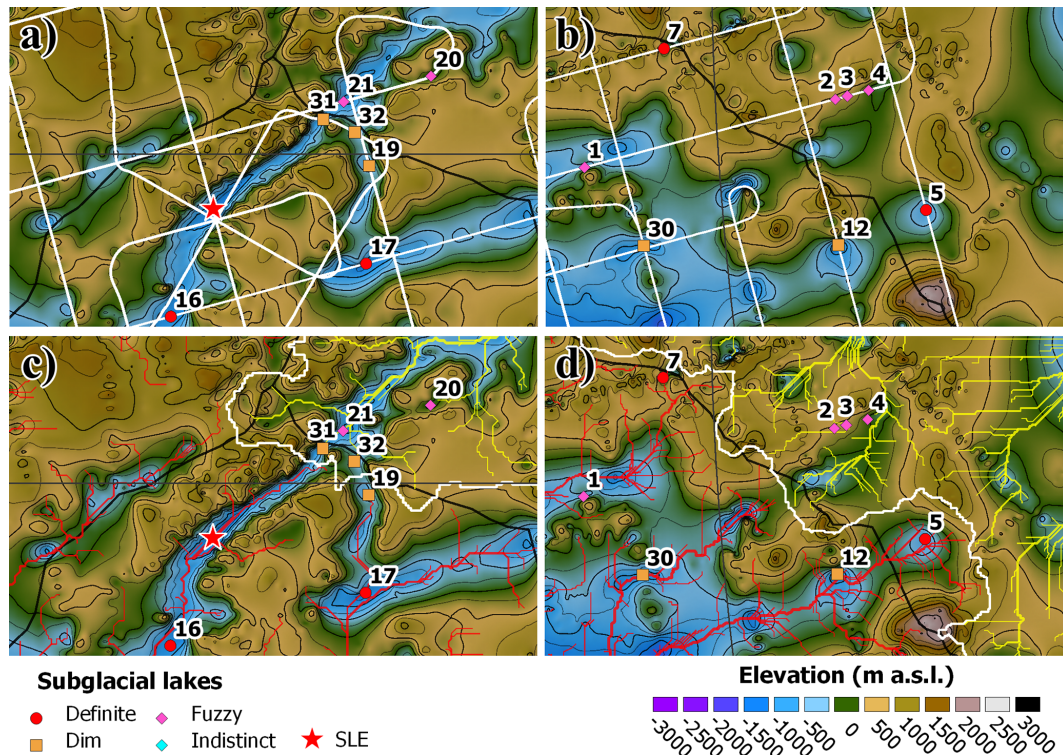 a)
20
21
31
32
19
17
16
b)
7
2 3 4
1
5
30
12
c)
20
21
31
32
19
17
16
d)
7
2 3 4
1
5
30
12
Subglacial lakes
Definite
Fuzzy
Dim
Indistinct
SLE
Elevation (m a.s.l.)
-3000 -2500 -2000 -1500 -1000 -500 0 500 1000 1500 2000 2500 3000